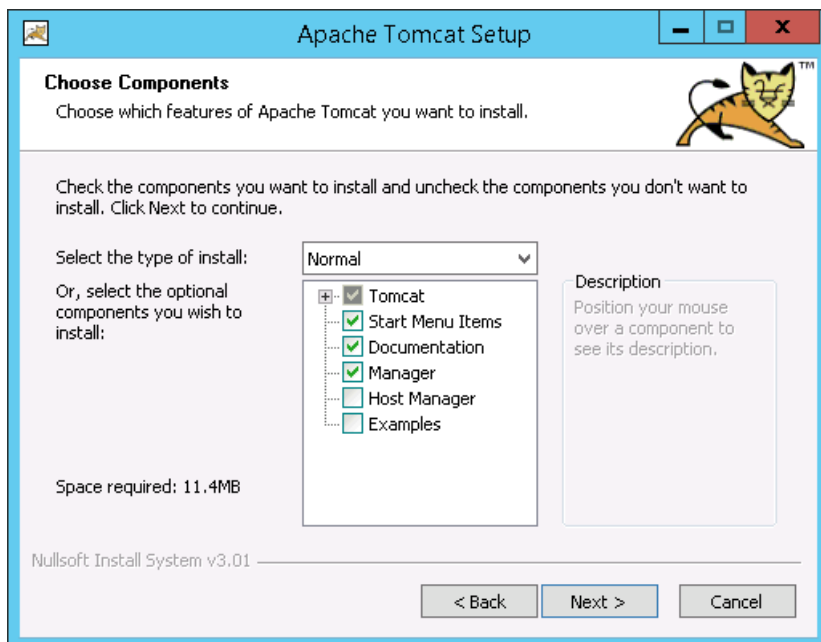 Apache Tomcat Setup
Choose Components
Choose which features of Apache Tomcat you want to install.
TM
Check the components you want to install and uncheck the components you don't want to
install. Click Next to continue.
Select the type of install:
Normal
Or, select the optional
components you wish to
install:
Tomcat
Start Menu Items
Documentation
Manager
Host Manager
Examples
Description
Position your mouse
over a component to
see its description.
Space required: 11.4MB
Nullsoft Install System v3.01
< Back
Next >
Cancel